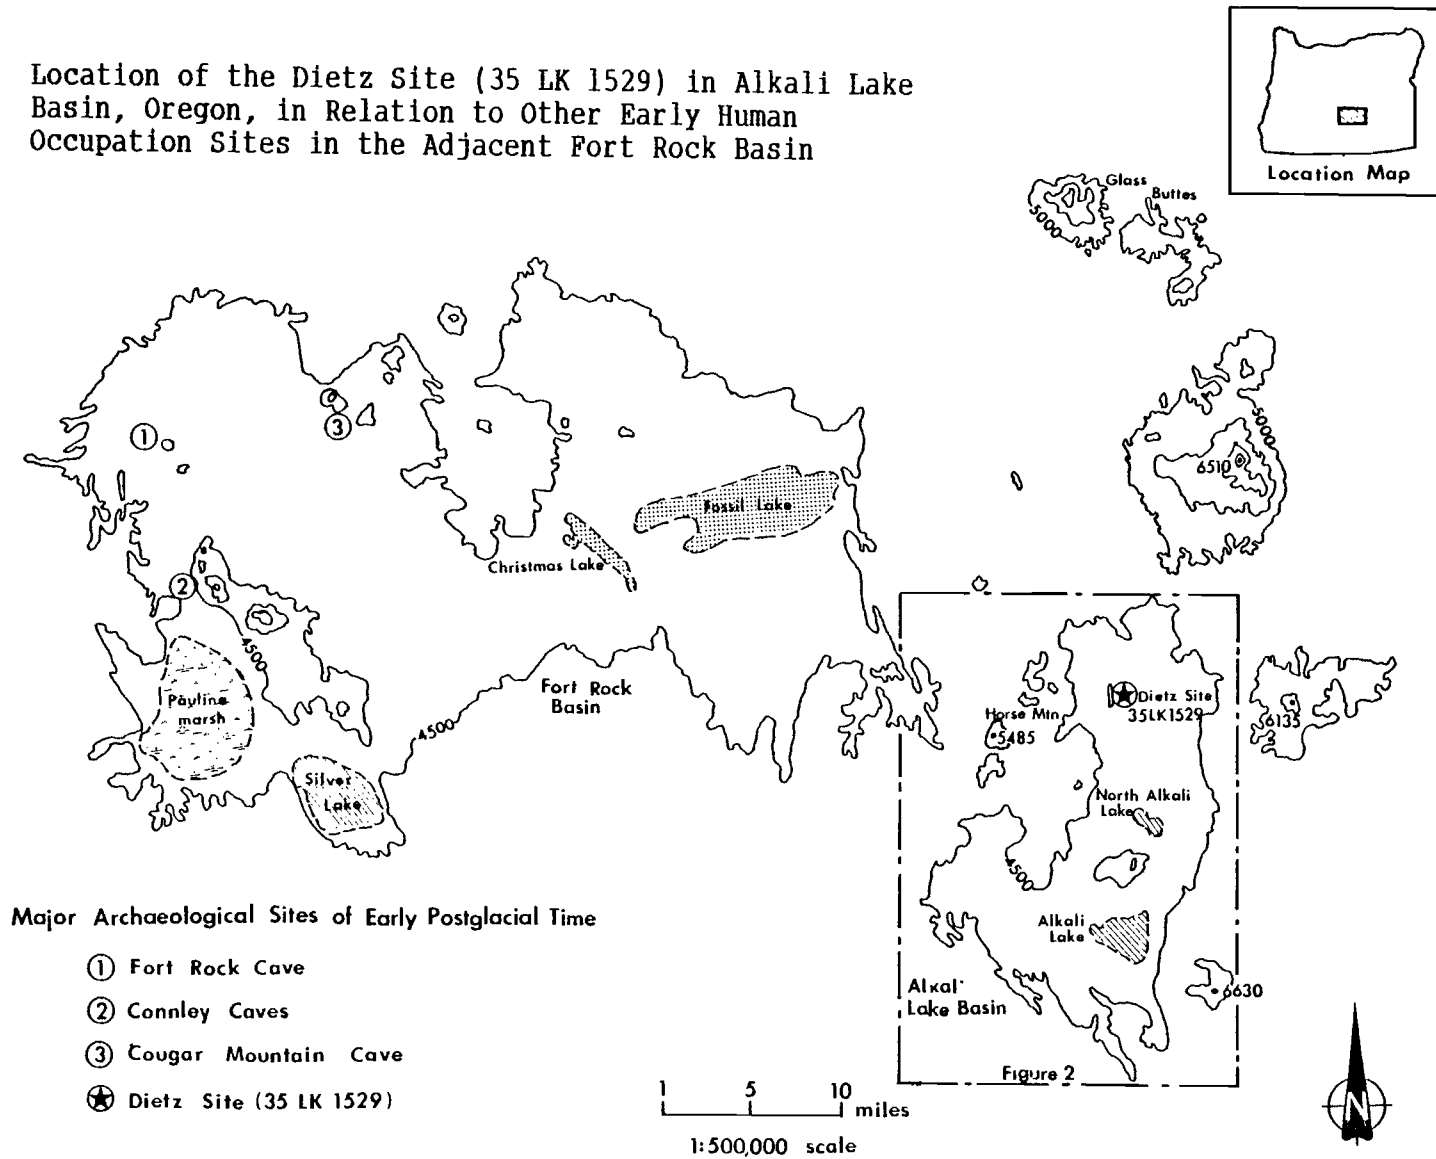 Location of the Dietz Site (35 LK 1529) in Alkali Lake
Basin, Oregon, in Relation to Other Early Human
Occupation Sites in the Adjacent Fort Rock Basin
Location Map
Glass
Buttes
5000
5000
6510
1
3
2
Fossil Lake
Christmas Lake
4500
Pauline
marsh
Silver
Lake
4500
Fort Rock
Basin
Dietz Site
35LK1529
Horse Mtn
5485
6135
North Alkali
Lake
4500
Alkali
Lake
Alkal
Lake Basin
6630
Figure 2
Major Archaeological Sites of Early Postglacial Time
1 Fort Rock Cave
2 Connley Caves
3 Cougar Mountain Cave
Dietz Site (35 LK 1529)
1 5 10 miles
1:500,000 scale
N